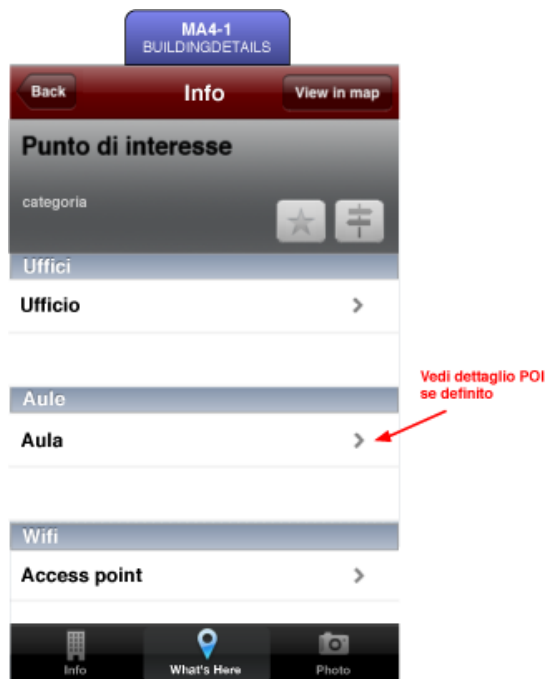 MA4-1
BUILDINGDETAILS
Back
Info
View in map
Punto di interesse
categoria
Uffici
Ufficio
Aule
Aula
Vedi dettaglio POI
se definito
Wifi
Access point
Info
What's Here
Photo